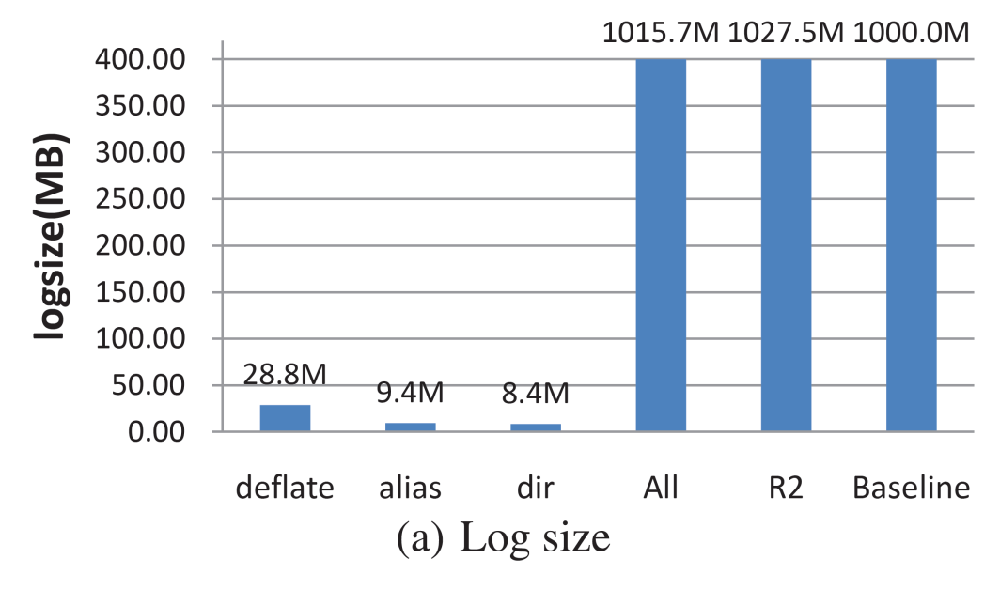 1015.7M 1027.5M 1000.0M
400.00
350.00
300.00
250.00
200.00
150.00
100.00
50.00
0.00
logsize(MB)
28.8M
9.4M
8.4M
deflate alias dir All R2 Baseline
(a) Log size